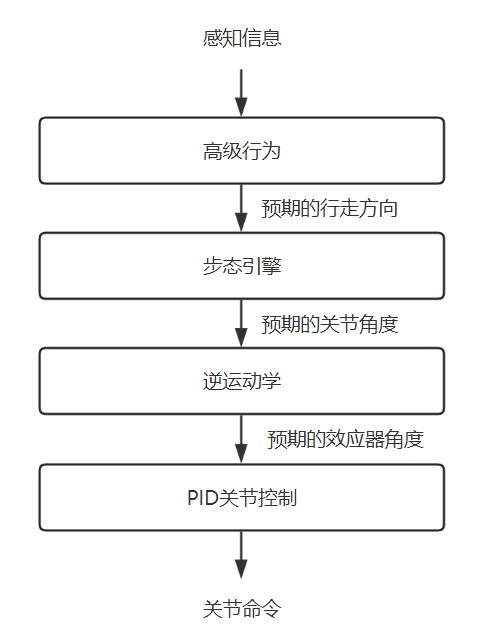 感知信息
高级行为
预期的行走方向
步态引擎
预期的关节角度
逆运动学
预期的效应器角度
PID关节控制
关节命令